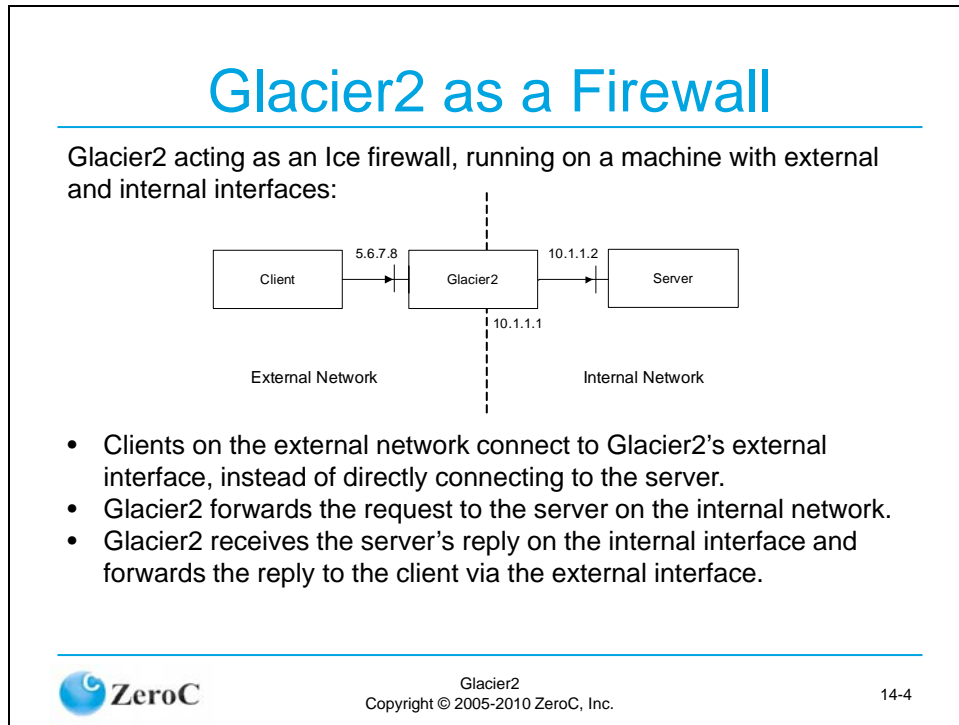 Glacier2 as a Firewall
Glacier2 acting as an Ice firewall, running on a machine with external
and internal interfaces:
5.6.7.8
10.1.1.2
Client
Glacier2
Server
10.1.1.1
External Network
Internal Network
• Clients on the external network connect to Glacier2’s external
interface, instead of directly connecting to the server.
• Glacier2 forwards the request to the server on the internal network.
• Glacier2 receives the server’s reply on the internal interface and
forwards the reply to the client via the external interface.
ZeroC
Glacier2
Copyright © 2005-2010 ZeroC, Inc.
14-4